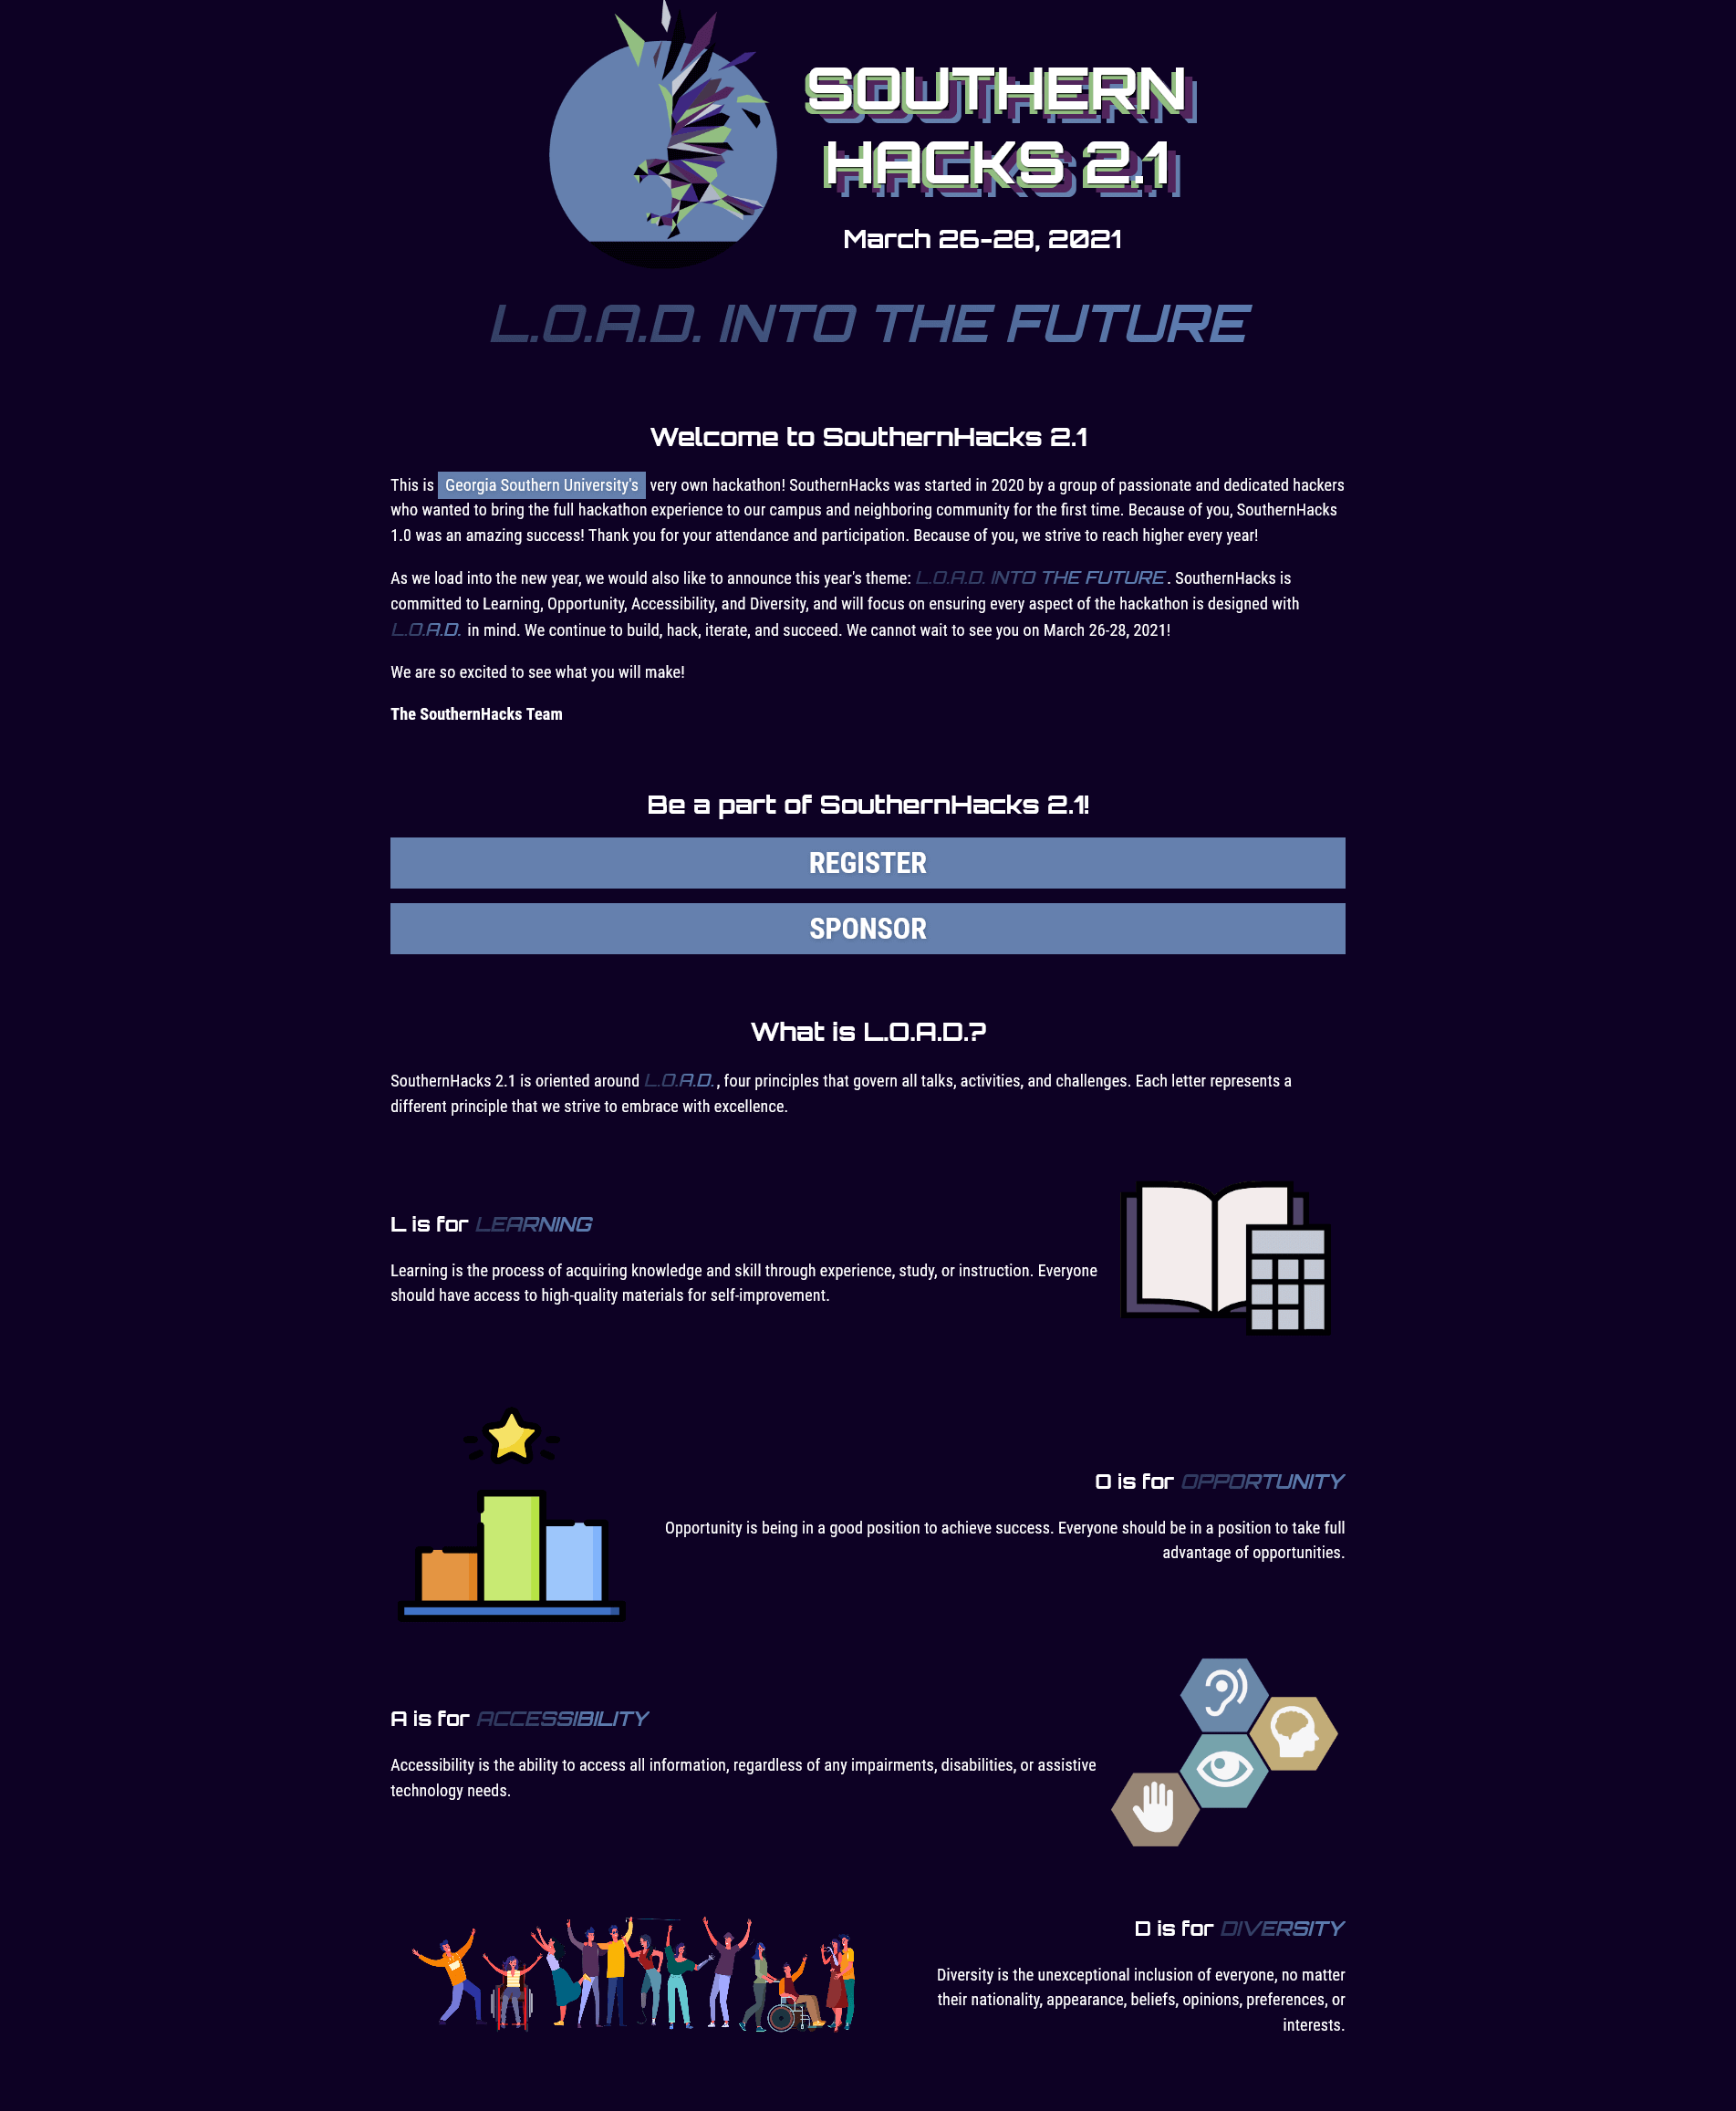 SOUTHERN
HACKS 2.1
March 26-28, 2021
L.O.A.D. INTO THE FUTURE
Welcome to SouthernHacks 2.1
This is Georgia Southern University's very own hackathon! SouthernHacks was started in 2020 by a group of passionate and dedicated hackers
who wanted to bring the full hackathon experience to our campus and neighboring community for the first time. Because of you, SouthernHacks
1.0 was an amazing success! Thank you for your attendance and participation. Because of you, we strive to reach higher every year!
As we load into the new year, we would also like to announce this year's theme: L.O.A.D. INTO THE FUTURE. SouthernHacks is
committed to Learning, Opportunity, Accessibility, and Diversity, and will focus on ensuring every aspect of the hackathon is designed with
L.O.A.D. in mind. We continue to build, hack, iterate, and succeed. We cannot wait to see you on March 26-28, 2021!
We are so excited to see what you will make!
The SouthernHacks Team
Be a part of SouthernHacks 2.1!
REGISTER
SPONSOR
What is L.O.A.D.?
SouthernHacks 2.1 is oriented around L.O.A.D., four principles that govern all talks, activities, and challenges. Each letter represents a
different principle that we strive to embrace with excellence.
L is for LEARNING
Learning is the process of acquiring knowledge and skill through experience, study, or instruction. Everyone
should have access to high-quality materials for self-improvement.
O is for OPPORTUNITY
Opportunity is being in a good position to achieve success. Everyone should be in a position to take full
advantage of opportunities.
A is for ACCESSIBILITY
Accessibility is the ability to access all information, regardless of any impairments, disabilities, or assistive
technology needs.
D is for DIVERSITY
Diversity is the unexceptional inclusion of everyone, no matter
their nationality, appearance, beliefs, opinions, preferences, or
interests.